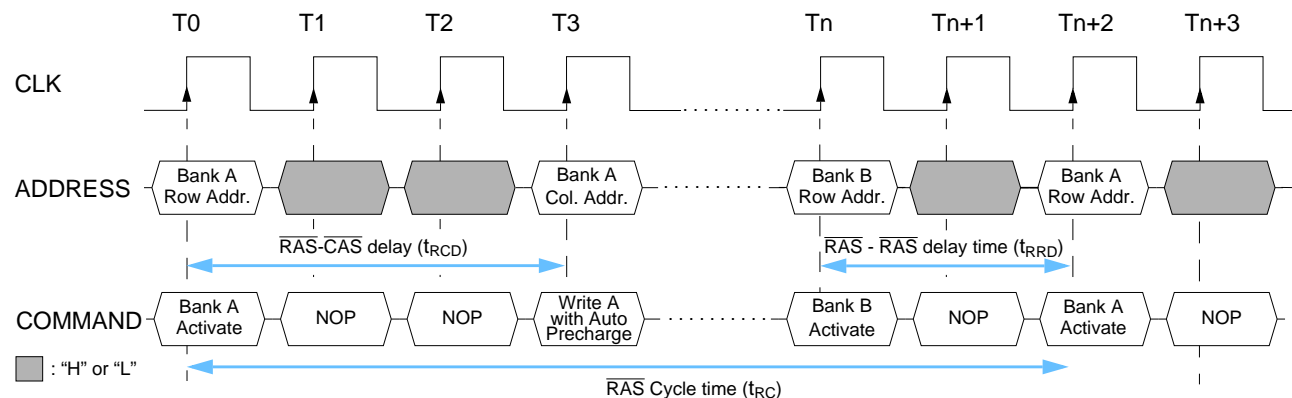 T0 T1 T2 T3 Tn Tn+1 Tn+2 Tn+3
CLK
ADDRESS
Bank A
Row Addr.
Bank A
Col. Addr.
Bank B
Row Addr.
Bank A
Row Addr.
RAS-CAS delay (tRCD)
RAS - RAS delay time (tRRD)
COMMAND
Bank A
Activate
NOP
NOP
Write A
with Auto
Precharge
Bank B
Activate
NOP
Bank A
Activate
NOP
: “H” or “L”
RAS Cycle time (tRC)